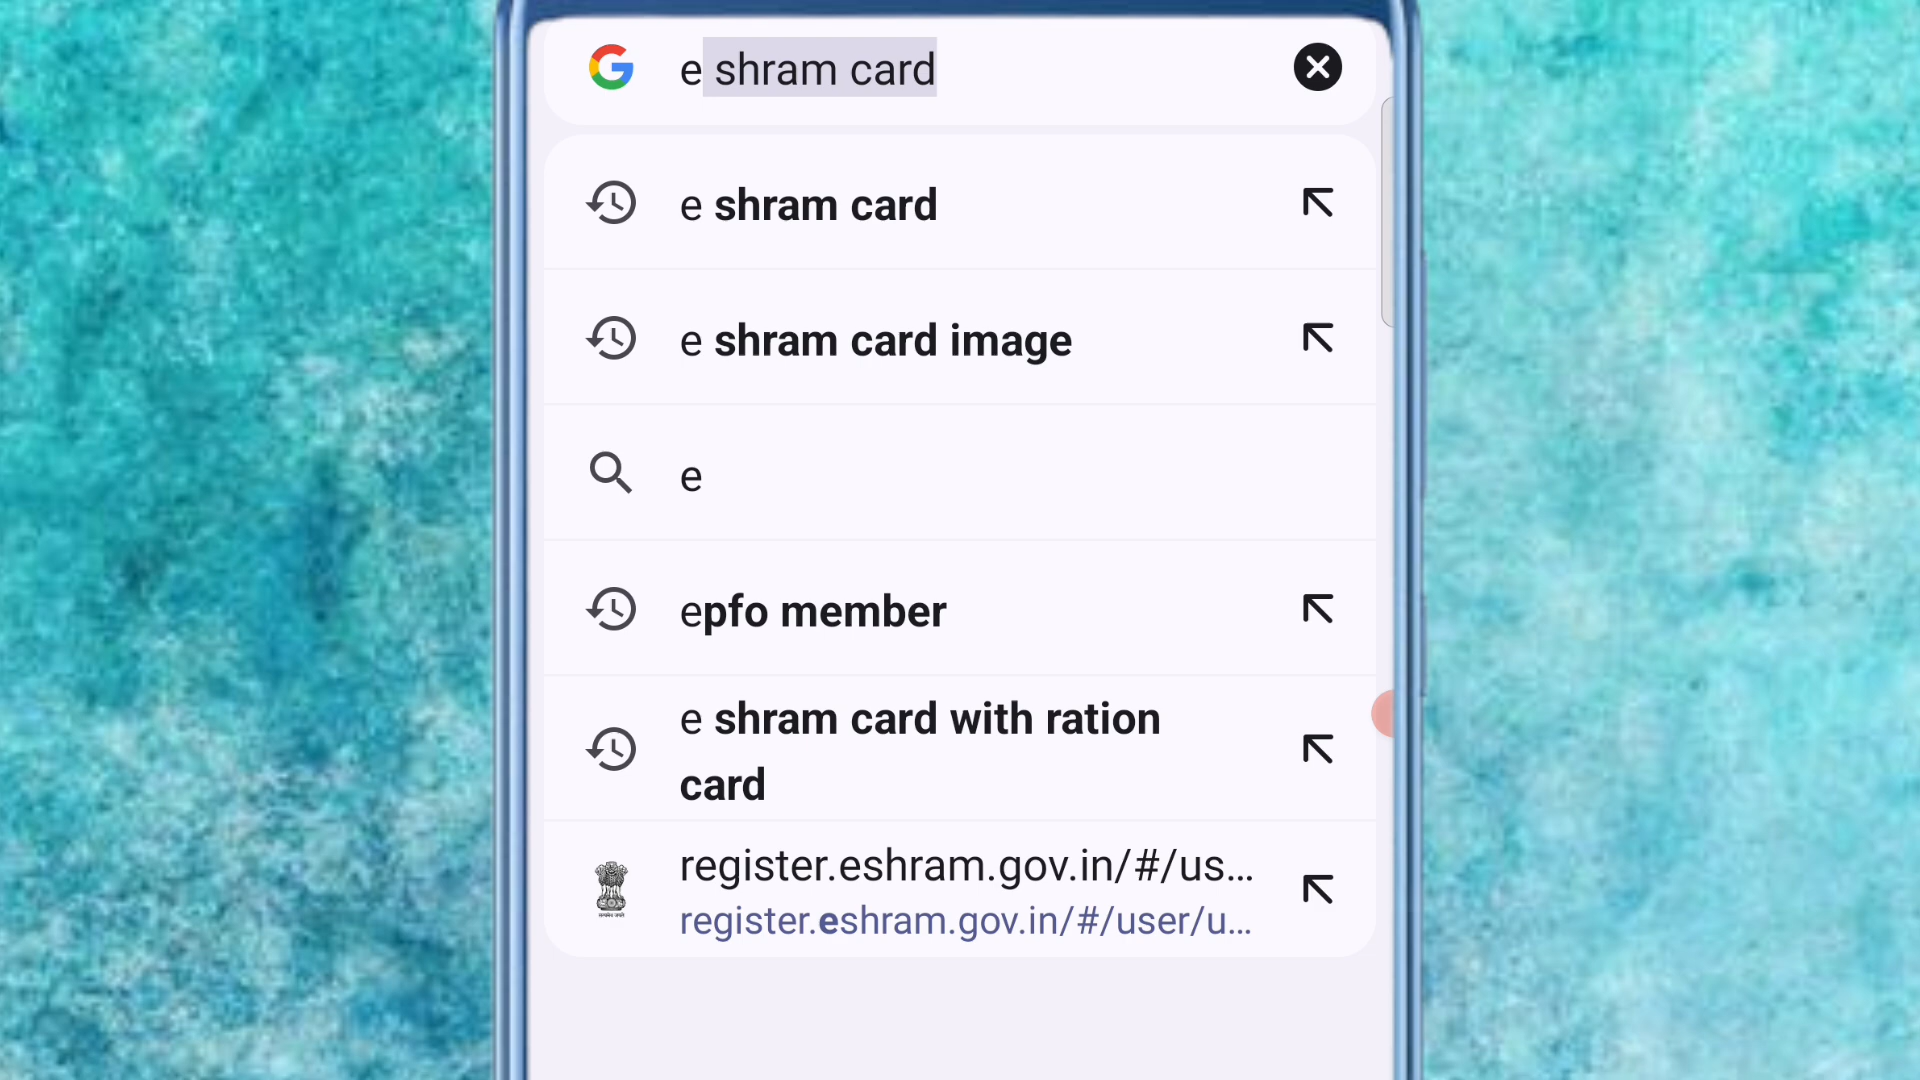 e shram card
e shram card
e shram card image
e
epfo member
e shram card with ration
card
register.eshram.gov.in/#/us...
register.eshram.gov.in/#/user/u...